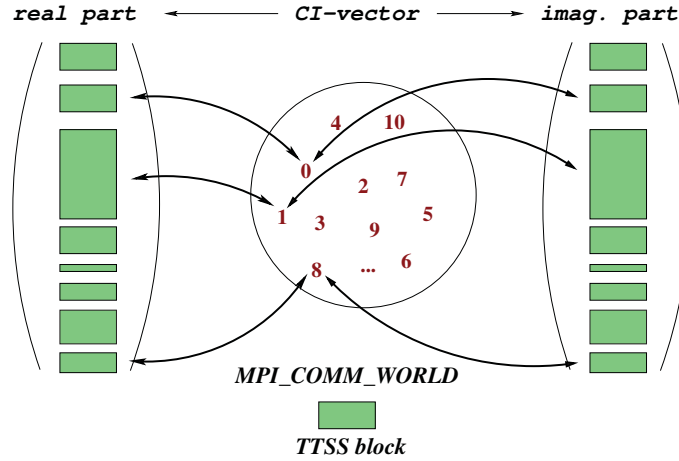 real part CI-vector imag. part
4 10
0
2 7
1 3 5
9
8 ... 6
MPI_COMM_WORLD
TTSS block